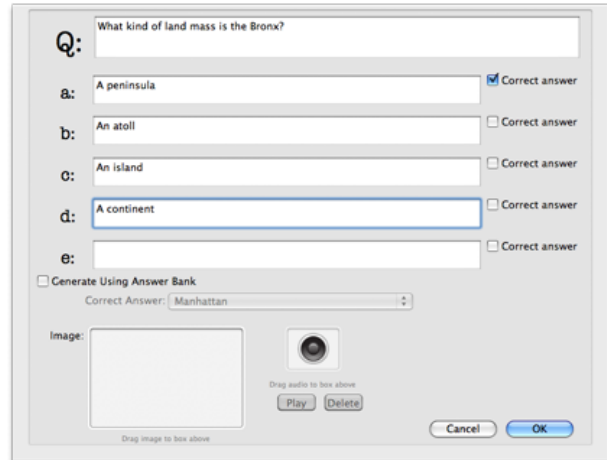 Q: What kind of land mass is the Bronx?
a: A peninsula Correct answer
b: An atoll Correct answer
c: An island Correct answer
d: A continent Correct answer
e: Correct answer
Generate Using Answer Bank
Correct Answer: Manhattan
Image:
Drag audio to box above
Play Delete
Cancel OK
Drag image to box above